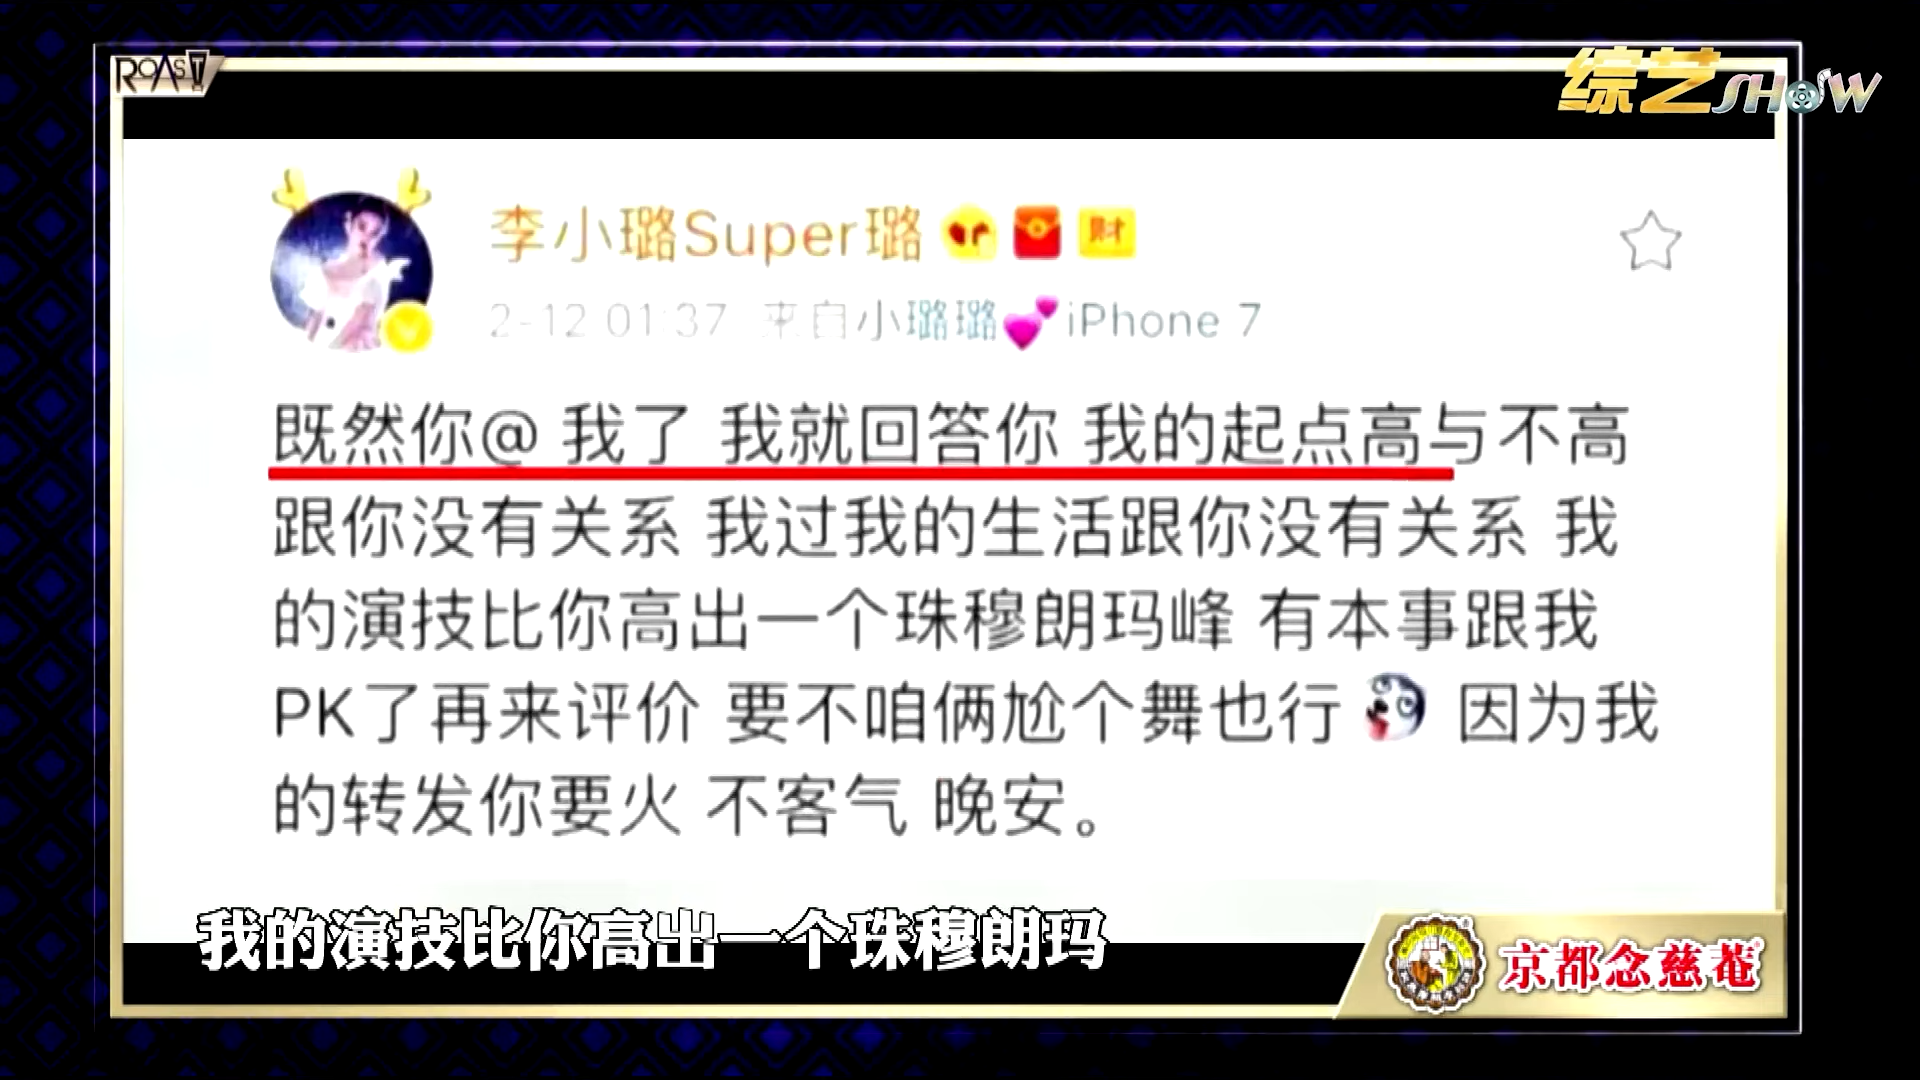 ROAST
综艺SHOW
李小璐Super璐 财
2-12 01:37 来自小璐璐💕iPhone 7
既然你@ 我了 我就回答你 我的起点高与不高
跟你没有关系 我过我的生活跟你没有关系 我
的演技比你高出一个珠穆朗玛峰 有本事跟我
PK了再来评价 要不咱俩尬个舞也行 因为我
的转发你要火 不客气 晚安。
我的演技比你高出一个珠穆朗玛
京都念慈菴